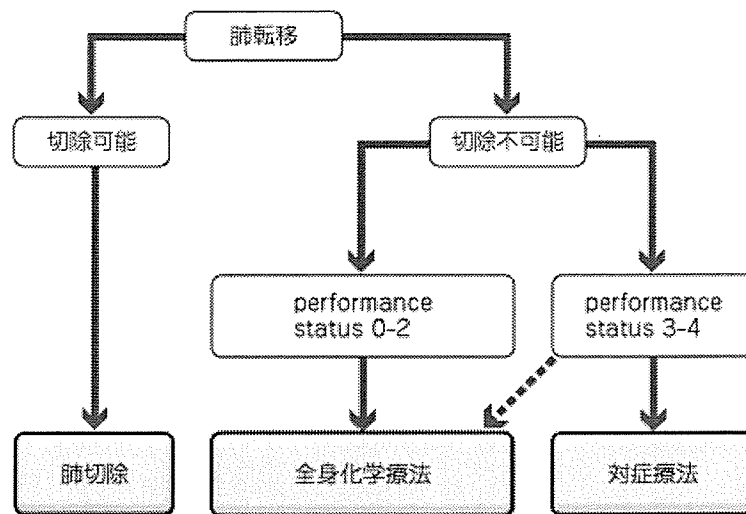 肺転移
切除可能
切除不可能
performance
status 0-2
performance
status 3-4
肺切除
全身化学療法
対症療法